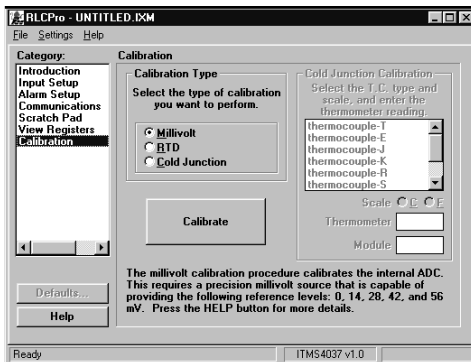 RLCPro - UNTITLED.IXM
File Settings Help
Category:
Introduction
Input Setup
Alarm Setup
Communications
Scratch Pad
View Registers
Calibration
Defaults...
Help
Calibration
Calibration Type
Select the type of calibration
you want to perform.
Millivolt
RTD
Cold Junction
Calibrate
Cold Junction Calibration
Select the T.C. type and
scale, and enter the
thermometer reading.
thermocouple-T
thermocouple-E
thermocouple-J
thermocouple-K
thermocouple-R
thermocouple-S
Scale C F
Thermometer
Module
The millivolt calibration procedure calibrates the internal ADC.
This requires a precision millivolt source that is capable of
providing the following reference levels: 0, 14, 28, 42, and 56
mV. Press the HELP button for more details.
Ready ITMS4037 v1.0